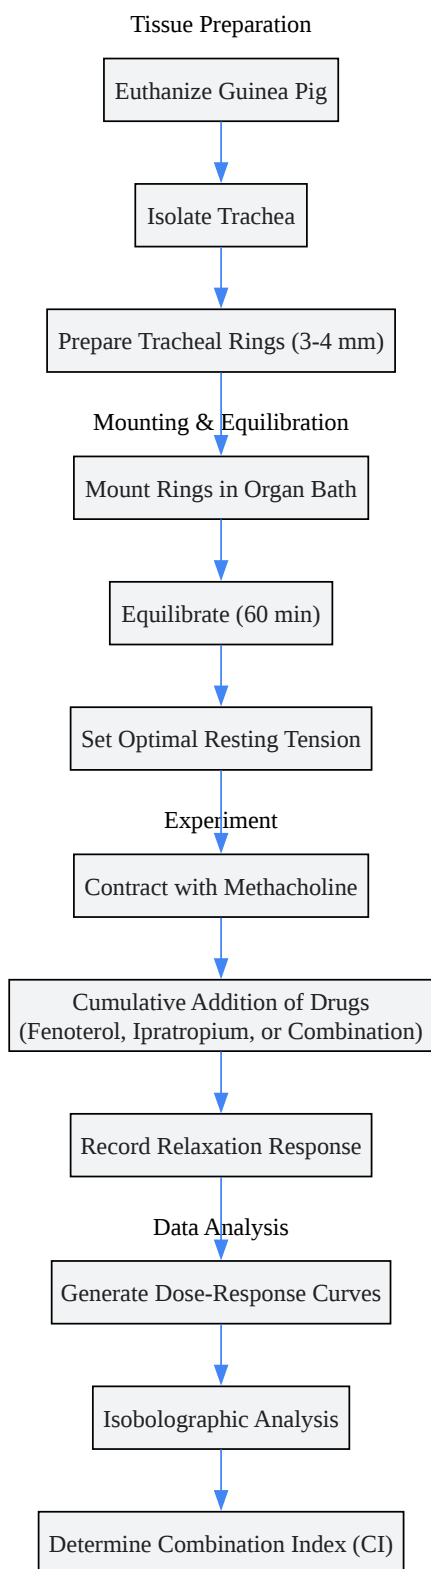 Tissue Preparation
Euthanize Guinea Pig
Isolate Trachea
Prepare Tracheal Rings (3-4 mm)
Mounting & Equilibration
Mount Rings in Organ Bath
Equilibrate (60 min)
Set Optimal Resting Tension
Experiment
Contract with Methacholine
Cumulative Addition of Drugs
(Fenoterol, Ipratropium, or Combination)
Record Relaxation Response
Data Analysis
Generate Dose-Response Curves
Isobolographic Analysis
Determine Combination Index (CI)